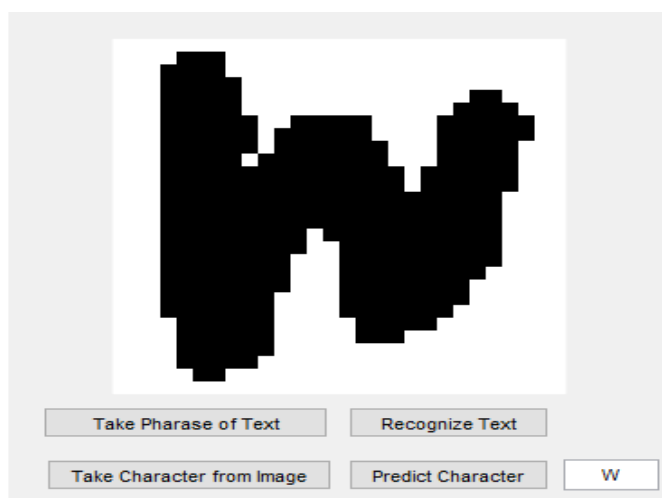 W
Take Pharase of Text
Recognize Text
Take Character from Image
Predict Character
W